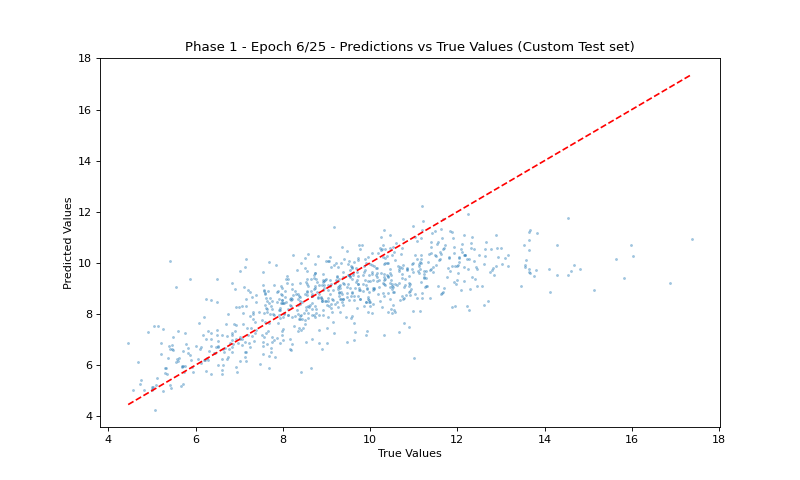 Phase 1 - Epoch 6/25 - Predictions vs True Values (Custom Test set)
18
16
14
12
10
8
6
4
Predicted Values
4 6 8 10 12 14 16 18
True Values